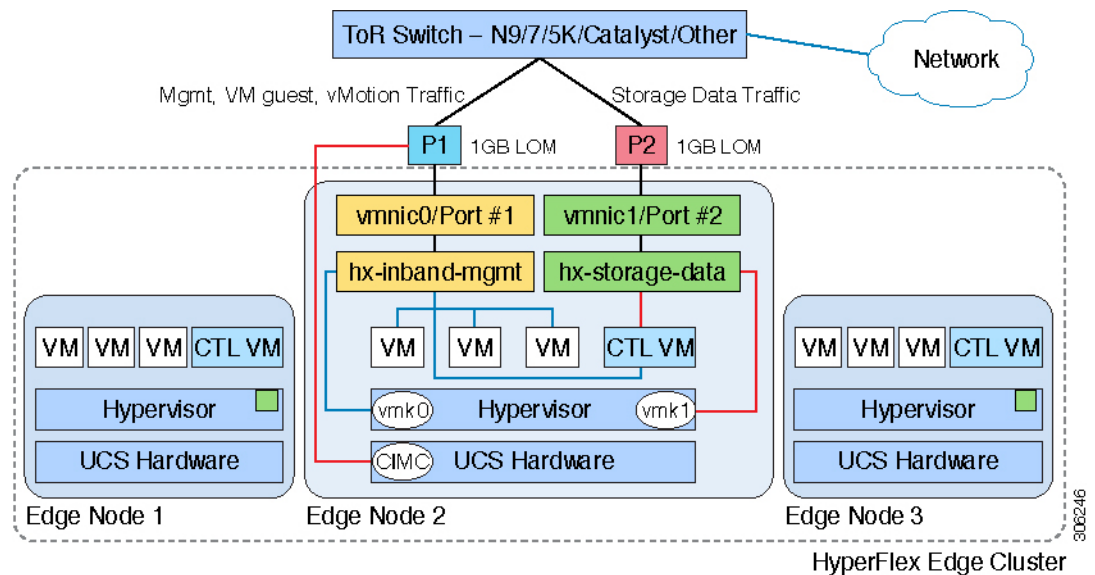 ToR Switch – N9/7/5K/Catalyst/Other
Network
Mgmt, VM guest, vMotion Traffic
Storage Data Traffic
P1
1GB LOM
P2
1GB LOM
vmnic0/Port #1
vmnic1/Port #2
hx-inband-mgmt
hx-storage-data
VM
VM
VM
CTL VM
Hypervisor
UCS Hardware
Edge Node 1
VM
VM
VM
CTL VM
vmk0
Hypervisor
vmk1
CIMC
UCS Hardware
Edge Node 2
VM
VM
VM
CTL VM
Hypervisor
UCS Hardware
Edge Node 3
306246
HyperFlex Edge Cluster